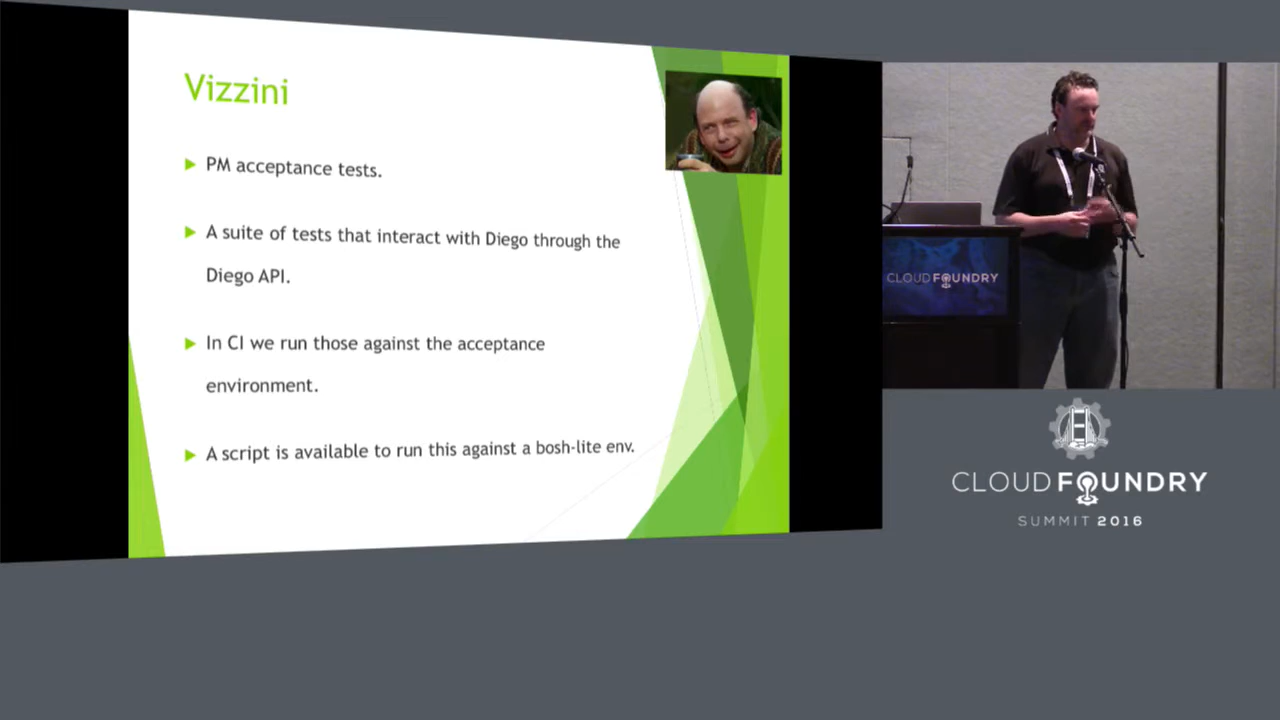 Vizzini
PM acceptance tests.
A suite of tests that interact with Diego through the
Diego API.
In CI we run those against the acceptance
environment.
A script is available to run this against a bosh-lite env.
CLOUD FOUNDRY
CLOUD FOUNDRY
SUMMIT 2016